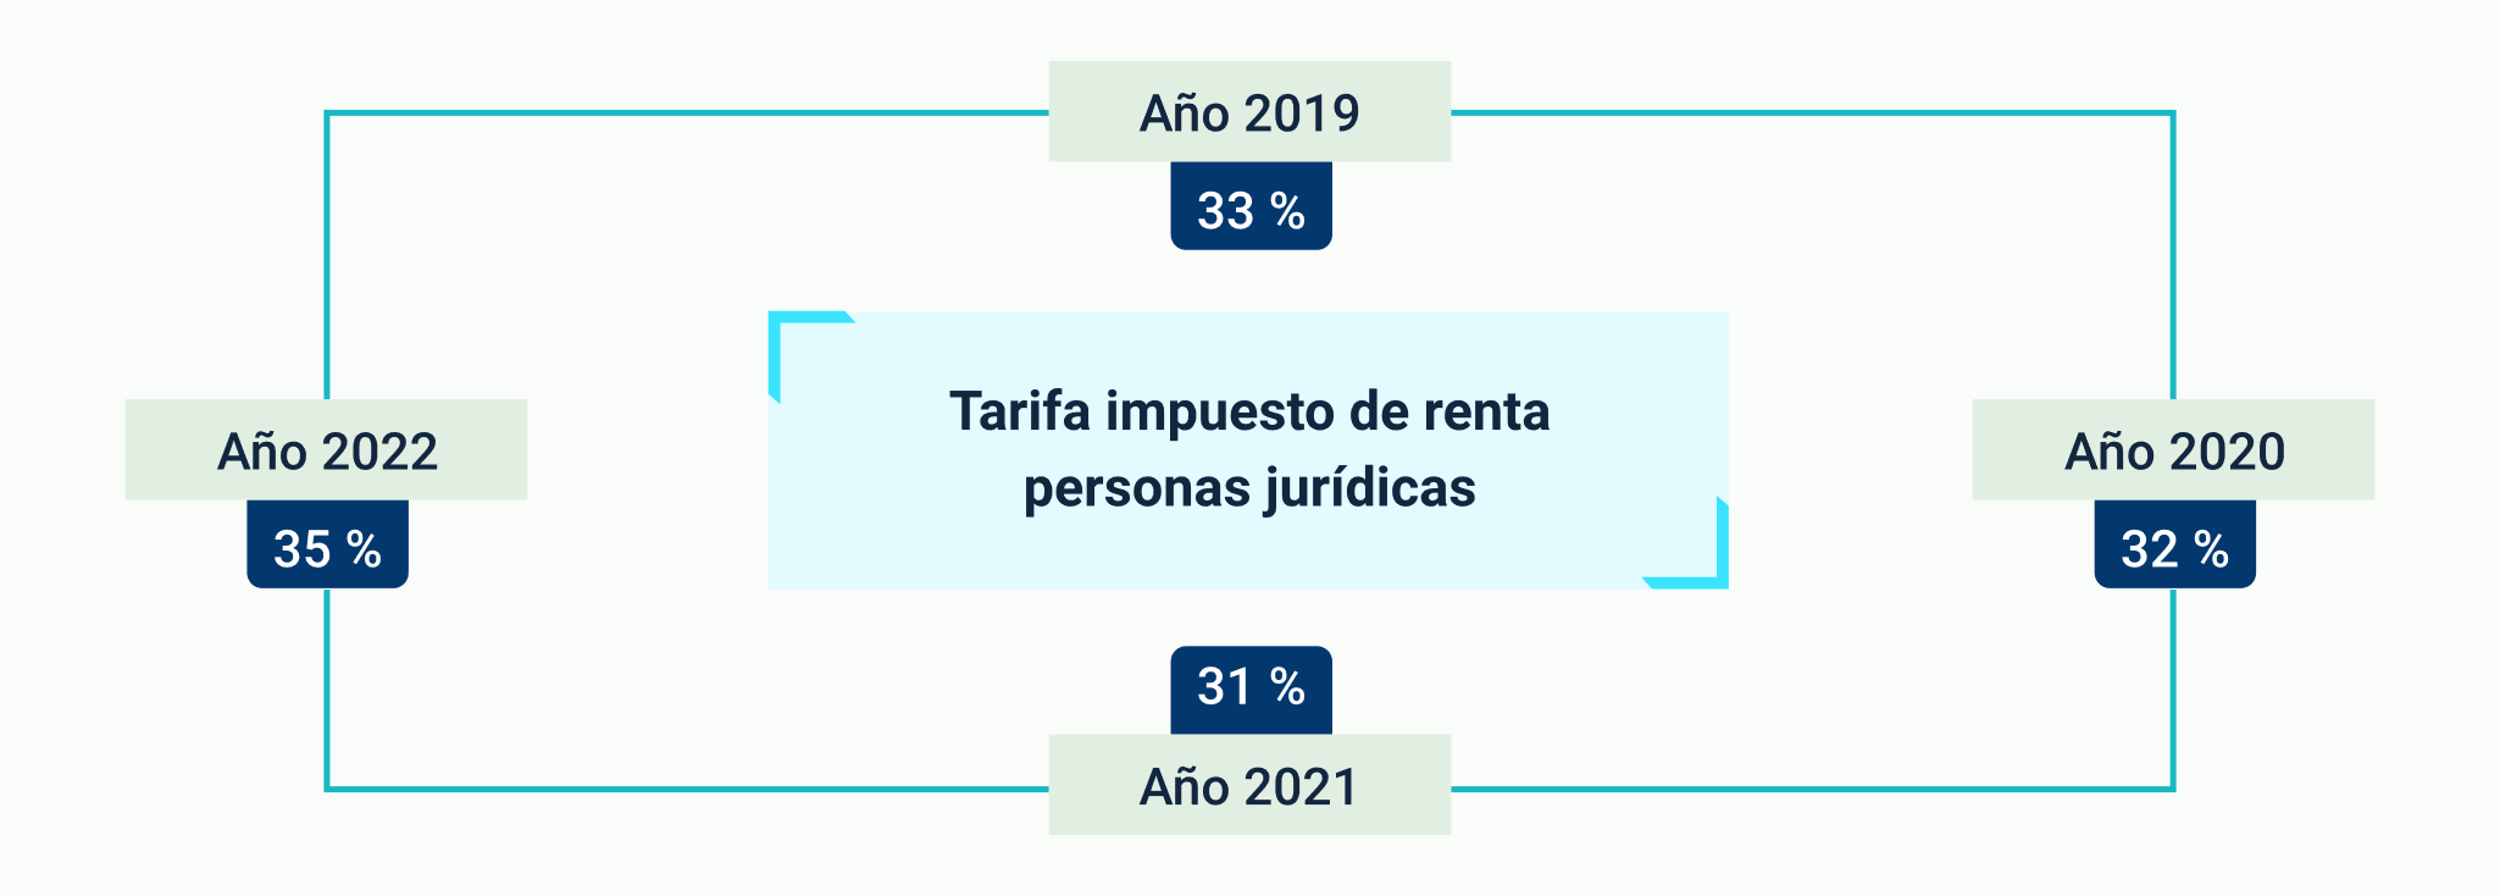 Año 2019
33 %
Tarifa impuesto de renta
personas jurídicas
Año 2022
35 %
Año 2020
32 %
31 %
Año 2021